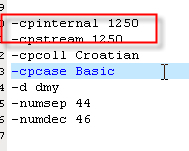 -cpinternal 1250
-cpstream 1250
-cpcoll Croatian
-cpcase Basic
-d dmy
-numsep 44
-numdec 46